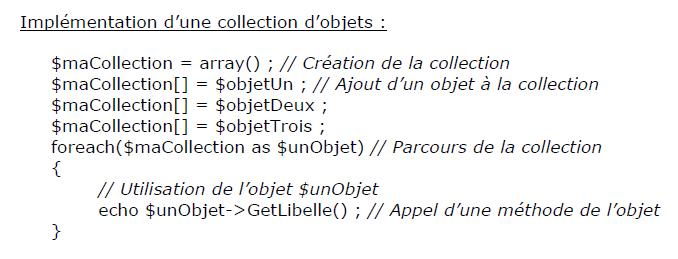 Implémentation d’une collection d’objets :
$maCollection = array() ; // Création de la collection
$maCollection[] = $objetUn ; // Ajout d’un objet à la collection
$maCollection[] = $objetDeux ;
$maCollection[] = $objetTrois ;
foreach($maCollection as $unObjet) // Parcours de la collection
{
// Utilisation de l’objet $unObjet
echo $unObjet->GetLibelle() ; // Appel d’une méthode de l’objet
}